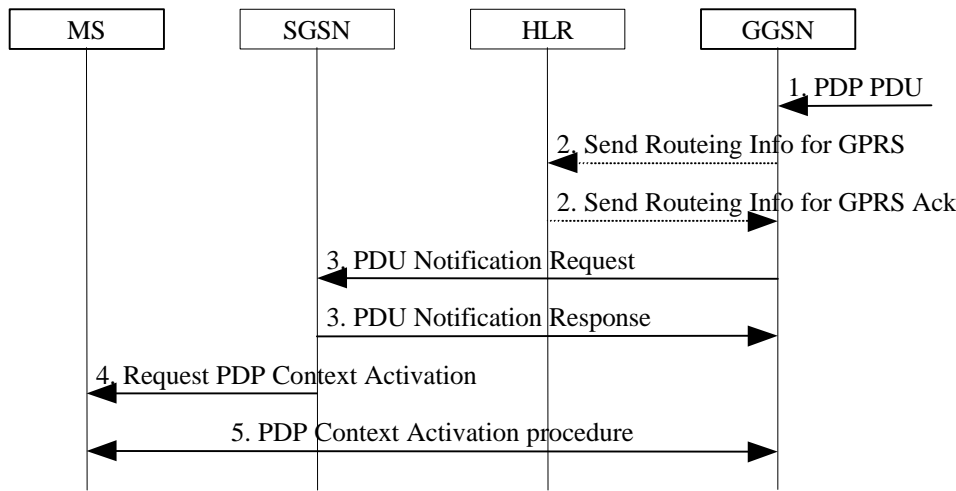 MS SGSN HLR GGSN
1. PDP PDU
2. Send Routeing Info for GPRS
2. Send Routeing Info for GPRS Ack
3. PDU Notification Request
3. PDU Notification Response
4. Request PDP Context Activation
5. PDP Context Activation procedure